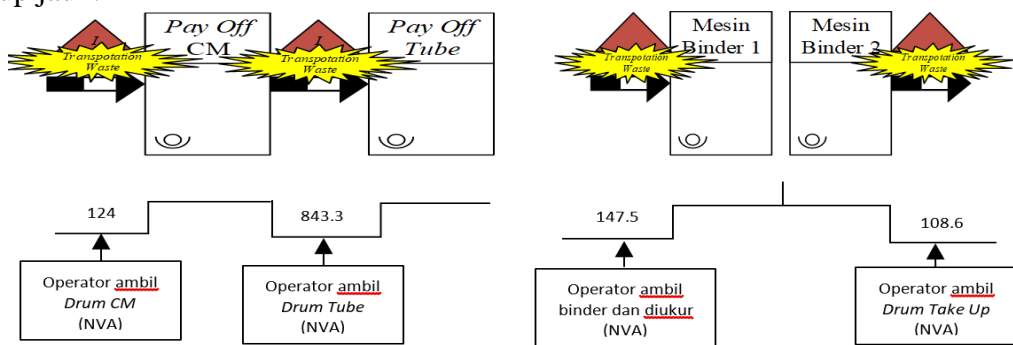 Pay Off
CM
Pay Off
Tube
Mesin
Binder 1
Mesin
Binder 2
I
Transpotation
Waste
I
Transpotation
Waste
Transpotation
Waste
Transpotation
Waste
124
843.3
147.5
108.6
Operator ambil
Drum CM
(NVA)
Operator ambil
Drum Tube
(NVA)
Operator ambil
binder dan diukur
(NVA)
Operator ambil
Drum Take Up
(NVA)